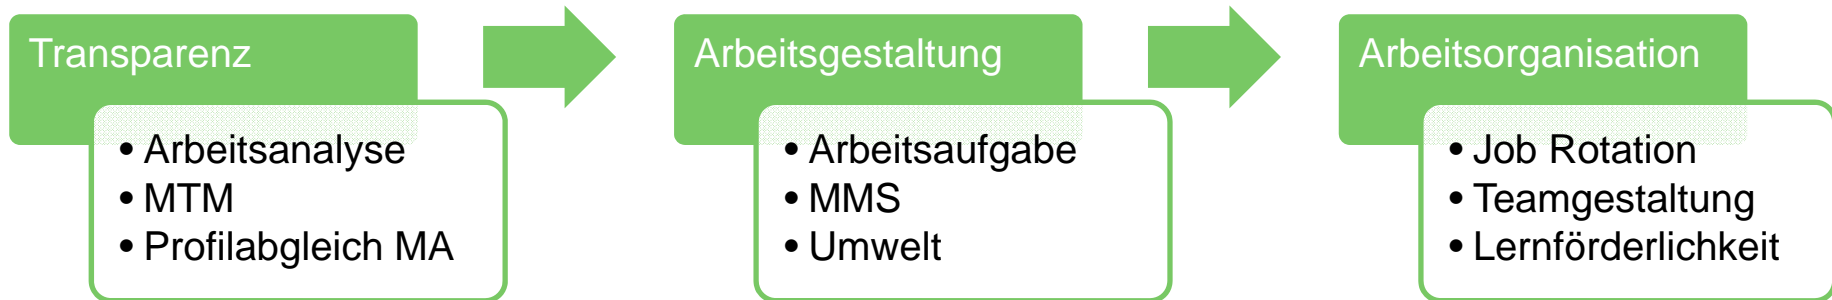 Transparenz
• Arbeitsanalyse
• MTM
• Profilabgleich MA
Arbeitsgestaltung
• Arbeitsaufgabe
• MMS
• Umwelt
Arbeitsorganisation
• Job Rotation
• Teamgestaltung
• Lernförderlichkeit